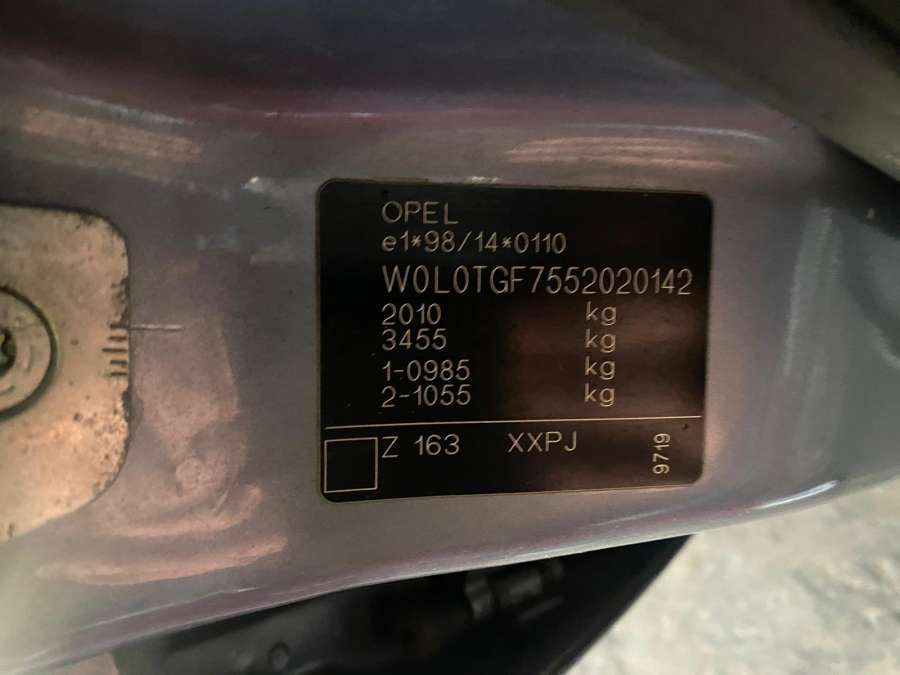 OPEL
e1*98/14*0110
W0L0TGF7552020142
2010 kg
3455 kg
1-0985 kg
2-1055 kg
Z 163 XXPJ
9719